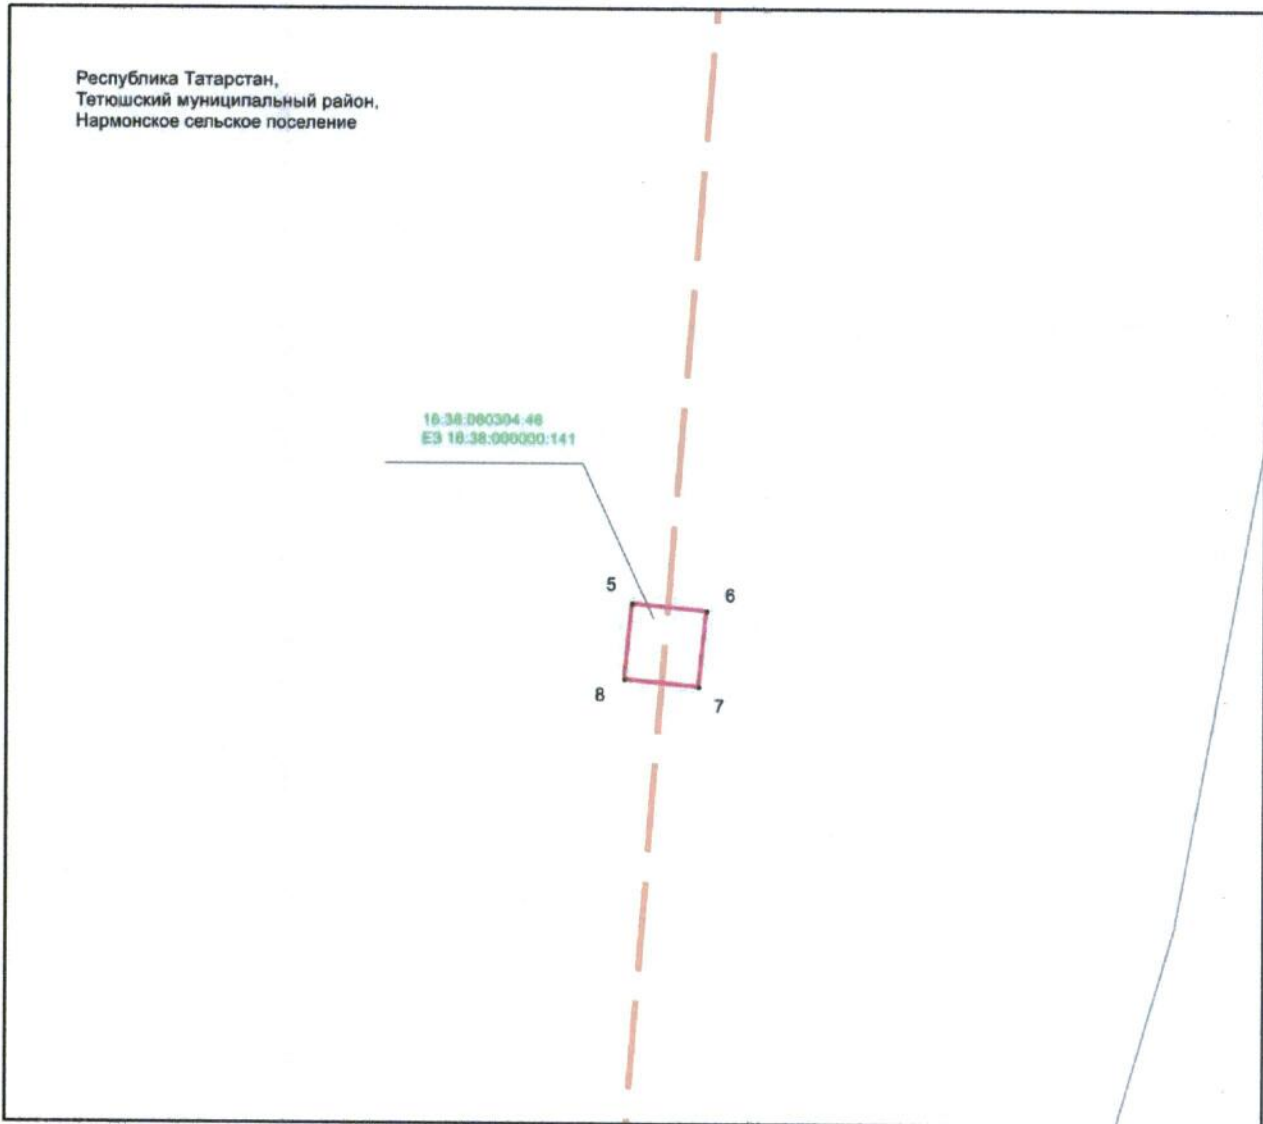 Республика Татарстан,
Тетюшский муниципальный район,
Нармонское сельское поселение
16:38:060304:46
ЕЗ 16:38:000000:141
5
6
8
7